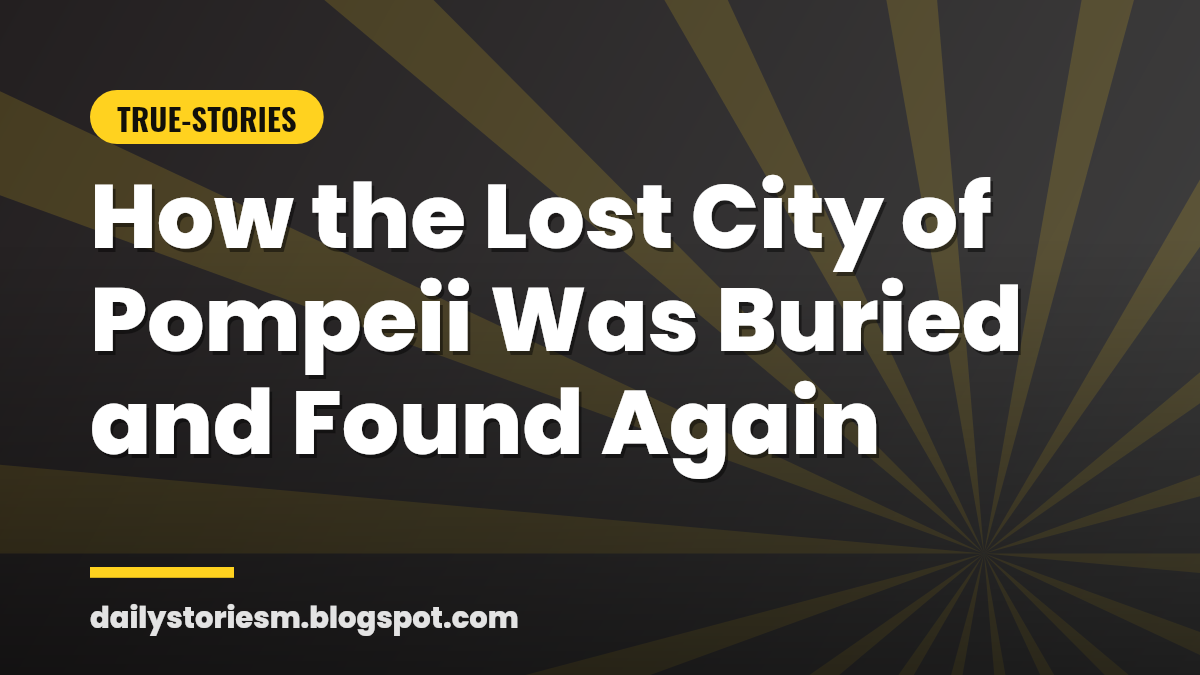 TRUE-STORIES
How the Lost City of
Pompeii Was Buried
and Found Again
dailystoriesm.blogspot.com